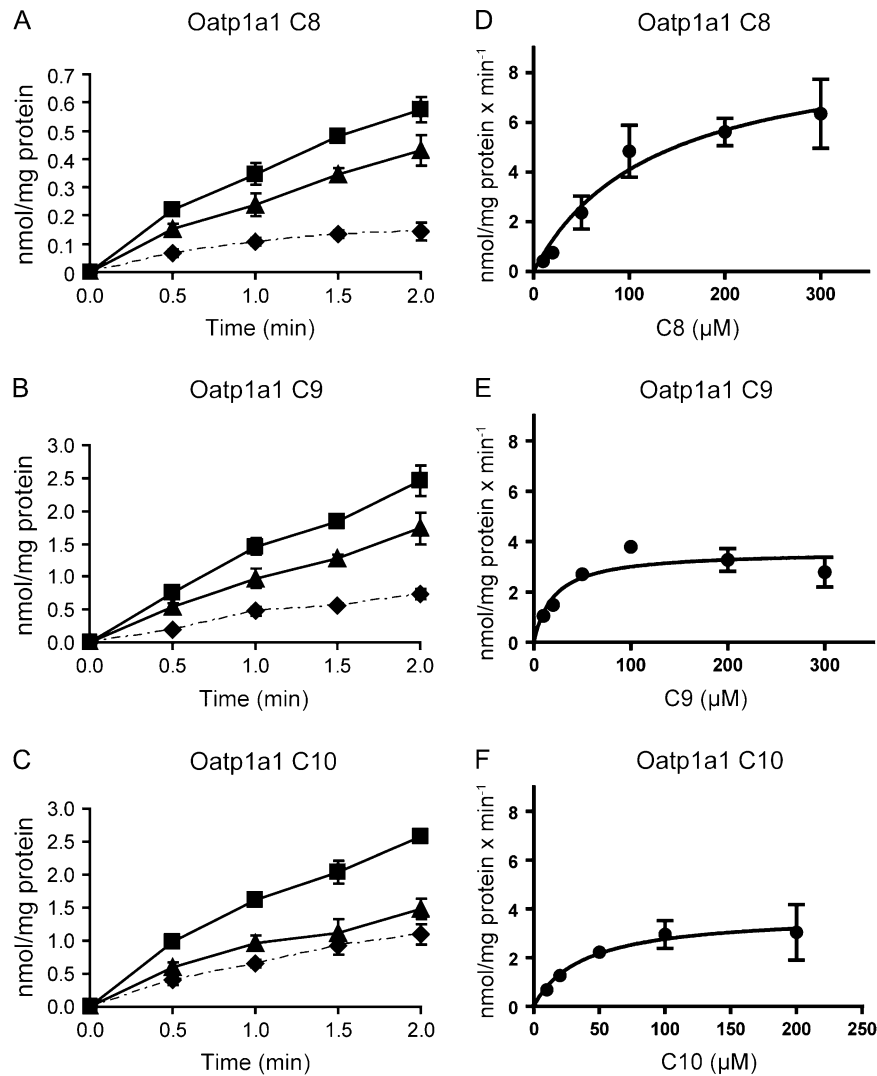 A
Oatp1a1 C8
nmol/mg protein
0.7
0.6
0.5
0.4
0.3
0.2
0.1
0
0.0 0.5 1.0 1.5 2.0
Time (min)
D
Oatp1a1 C8
nmol/mg protein x min⁻¹
8
6
4
2
0
0 100 200 300
C8 (µM)
B
Oatp1a1 C9
nmol/mg protein
3.0
2.5
2.0
1.5
1.0
0.5
0.0
0.0 0.5 1.0 1.5 2.0
Time (min)
E
Oatp1a1 C9
nmol/mg protein x min⁻¹
8
6
4
2
0
0 100 200 300
C9 (µM)
C
Oatp1a1 C10
nmol/mg protein
3.0
2.5
2.0
1.5
1.0
0.5
0.0
0.0 0.5 1.0 1.5 2.0
Time (min)
F
Oatp1a1 C10
nmol/mg protein x min⁻¹
8
6
4
2
0
0 50 100 150 200 250
C10 (µM)